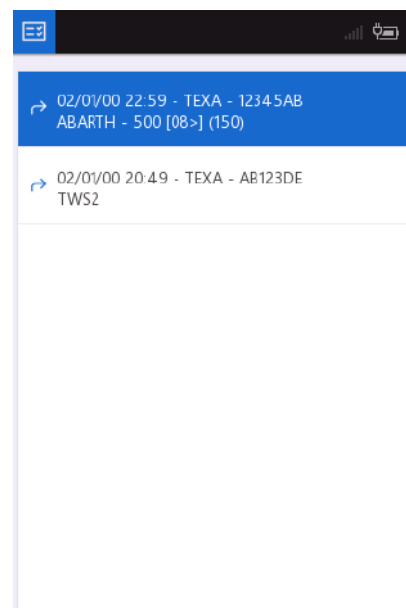 02/01/00 22:59 - TEXA - 12345AB
ABARTH - 500 [08>] (150)
02/01/00 20:49 - TEXA - AB123DE
TWS2